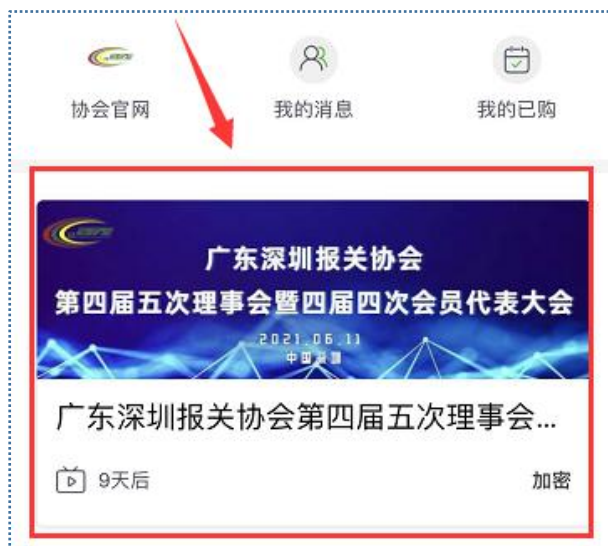 协会官网
我的消息
我的已购
广东深圳报关协会
第四届五次理事会暨四届四次会员代表大会
2021.06.11
中国深圳
广东深圳报关协会第四届五次理事会...
9天后
加密